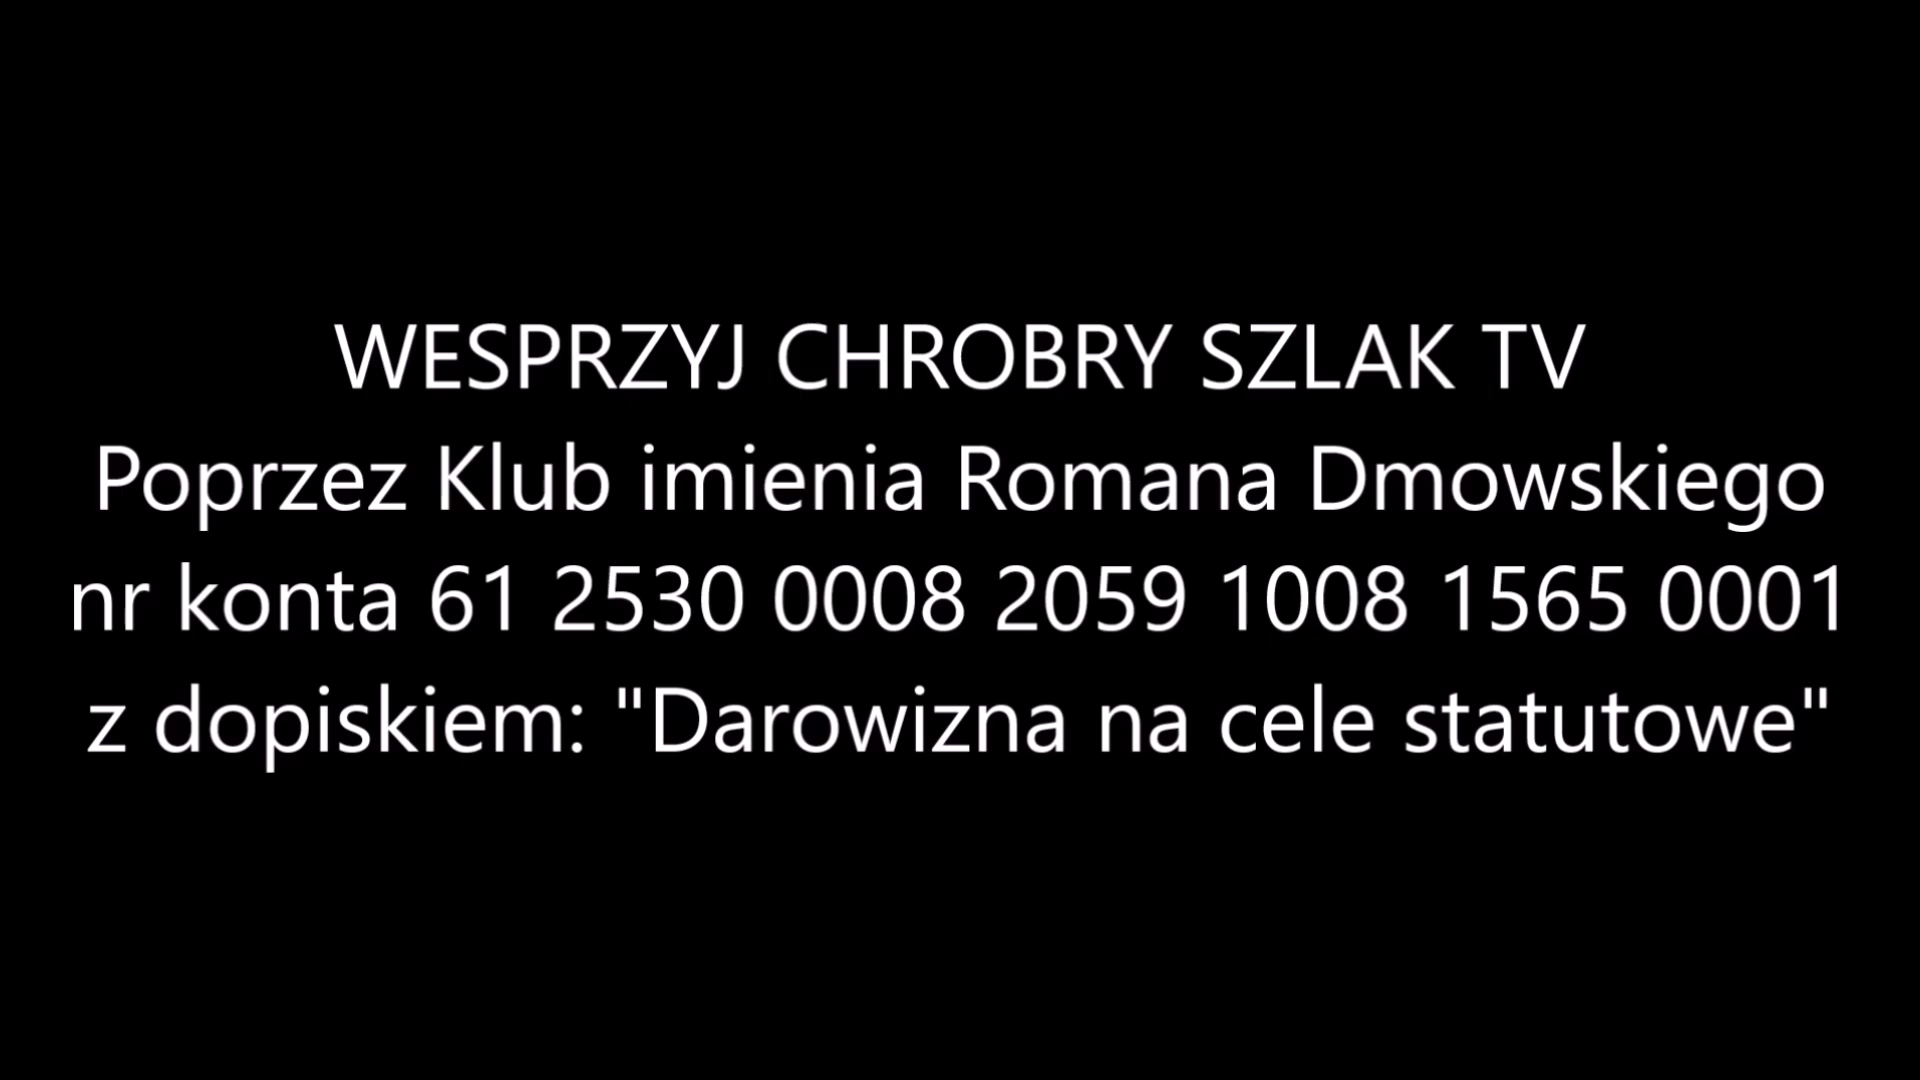 WESPRZYJ CHROBRY SZLAK TV
Poprzez Klub imienia Romana Dmowskiego
nr konta 61 2530 0008 2059 1008 1565 0001
z dopiskiem: "Darowizna na cele statutowe"